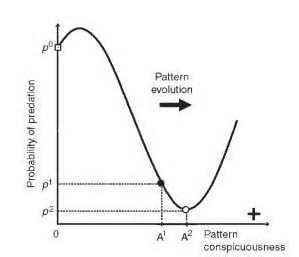 p⁰
Pattern
evolution
Probability of predation
p¹
p²
+
0
A¹
A²
Pattern
conspicuousness